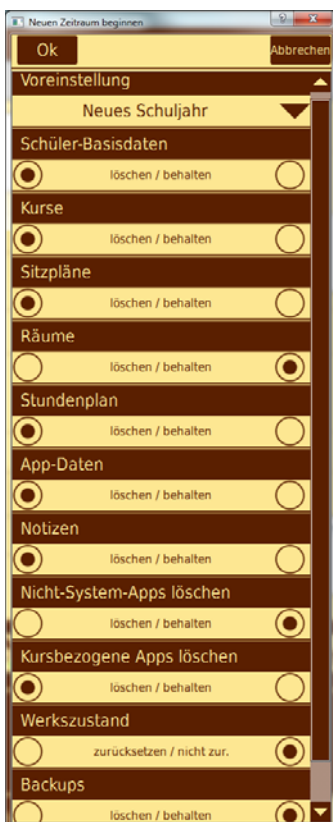 Neuen Zeitraum beginnen
Ok
Abbrechen
Voreinstellung
Neues Schuljahr
Schüler-Basisdaten
löschen / behalten
Kurse
löschen / behalten
Sitzpläne
löschen / behalten
Räume
löschen / behalten
Stundenplan
löschen / behalten
App-Daten
löschen / behalten
Notizen
löschen / behalten
Nicht-System-Apps löschen
löschen / behalten
Kursbezogene Apps löschen
löschen / behalten
Werkszustand
zurücksetzen / nicht zur.
Backups
löschen / behalten